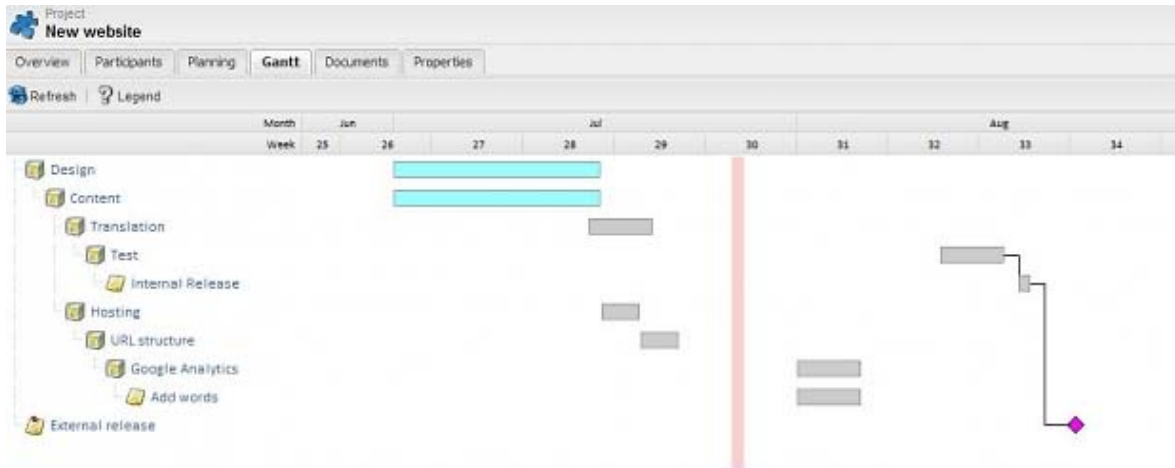 Project
New website
Overview Participants Planning Gantt Documents Properties
Refresh Legend
Month Jun Jul Aug
Week 25 26 27 28 29 30 31 32 33 34
Design
Content
Translation
Test
Internal Release
Hosting
URL structure
Google Analytics
Add words
External release